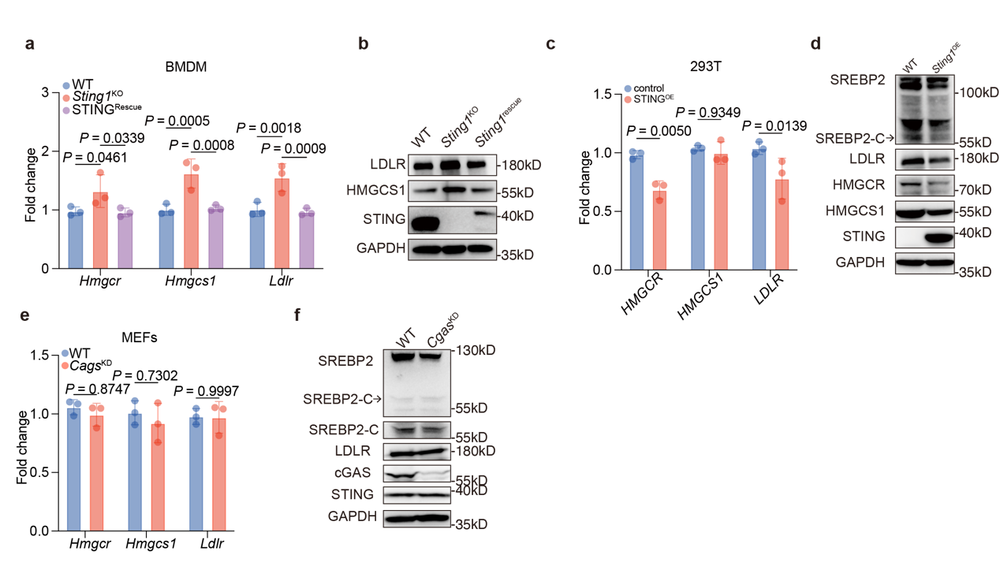 a
BMDM
WT
Sting1KO
STINGRescue
P = 0.0005
P = 0.0018
P = 0.0339
P = 0.0008
P = 0.0009
P = 0.0461
Fold change
3
2
1
0
Hmgcr
Hmgcs1
Ldlr
b
WT
Sting1KO
Sting1rescue
LDLR
-180kD
HMGCS1
-55kD
STING
-40kD
GAPDH
-35kD
c
293T
control
STINGOE
P = 0.0050
P = 0.9349
P = 0.0139
Fold change
1.5
1.0
0.5
0.0
HMGCR
HMGCS1
LDLR
d
WT
Sting1OE
SREBP2
-100kD
SREBP2-C→
-55kD
LDLR
-180kD
HMGCR
-70kD
HMGCS1
-55kD
STING
-40kD
GAPDH
-35kD
e
MEFs
WT
CagsKD
P = 0.8747
P = 0.7302
P = 0.9997
Fold change
1.5
1.0
0.5
0.0
Hmgcr
Hmgcs1
Ldlr
f
WT
CgasKD
-130kD
SREBP2
SREBP2-C→
-55kD
SREBP2-C
-55kD
LDLR
-180kD
cGAS
-55kD
-40kD
STING
GAPDH
-35kD